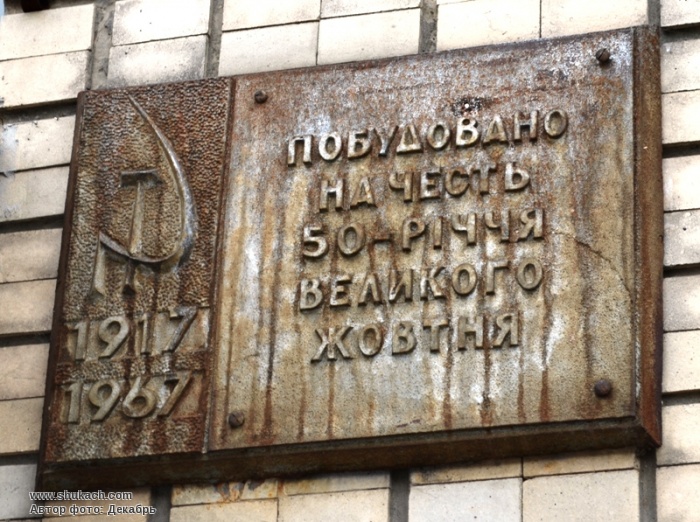 1917
1967
ПОБУДОВАНО
НА ЧЕСТЬ
50-РІЧЧЯ
ВЕЛИКОГО
ЖОВТНЯ
www.shukach.com
Автор фото: Декабрь